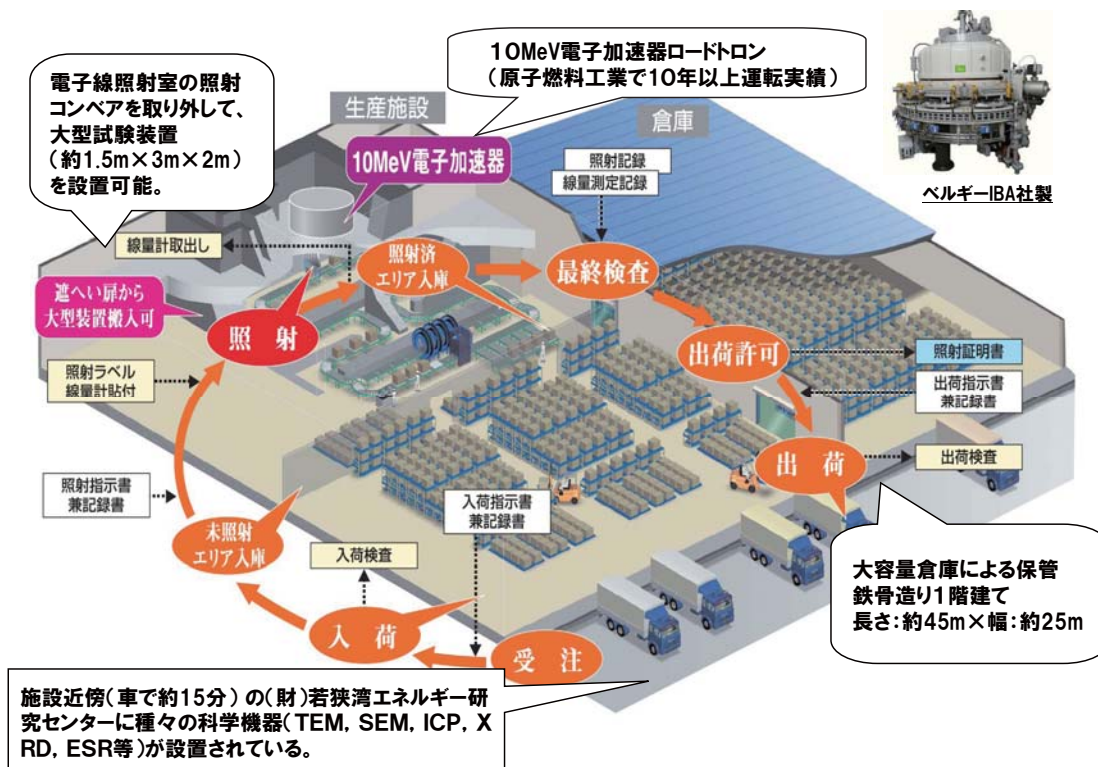 電子線照射室の照射
コンベアを取り外して、
大型試験装置
(約1.5m×3m×2m)
を設置可能。
10MeV電子加速器ロードトロン
(原子燃料工業で10年以上運転実績)
ベルギーIBA社製
生産施設
倉庫
10MeV電子加速器
照射記録
線量測定記録
線量計取出し
照射済
エリア入庫
最終検査
遮へい扉から
大型装置搬入可
照射
出荷許可
照射証明書
照射ラベル
線量計貼付
出荷指示書
兼記録書
出荷
出荷検査
照射指示書
兼記録書
入荷指示書
兼記録書
未照射
エリア入庫
入荷検査
大容量倉庫による保管
鉄骨造り1階建て
長さ:約45m×幅:約25m
入荷
受注
施設近傍(車で約15分)の(財)若狭湾エネルギー研
究センターに種々の科学機器(TEM, SEM, ICP, X
RD, ESR等)が設置されている。